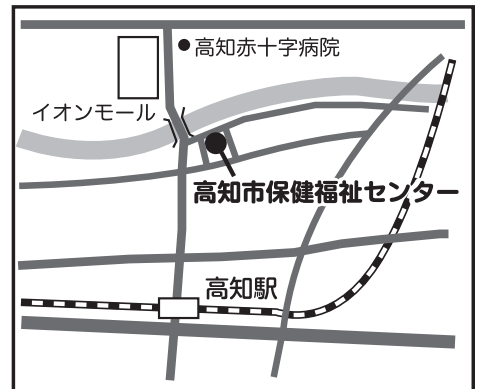 高知赤十字病院
イオンモール
高知市保健福祉センター
高知駅